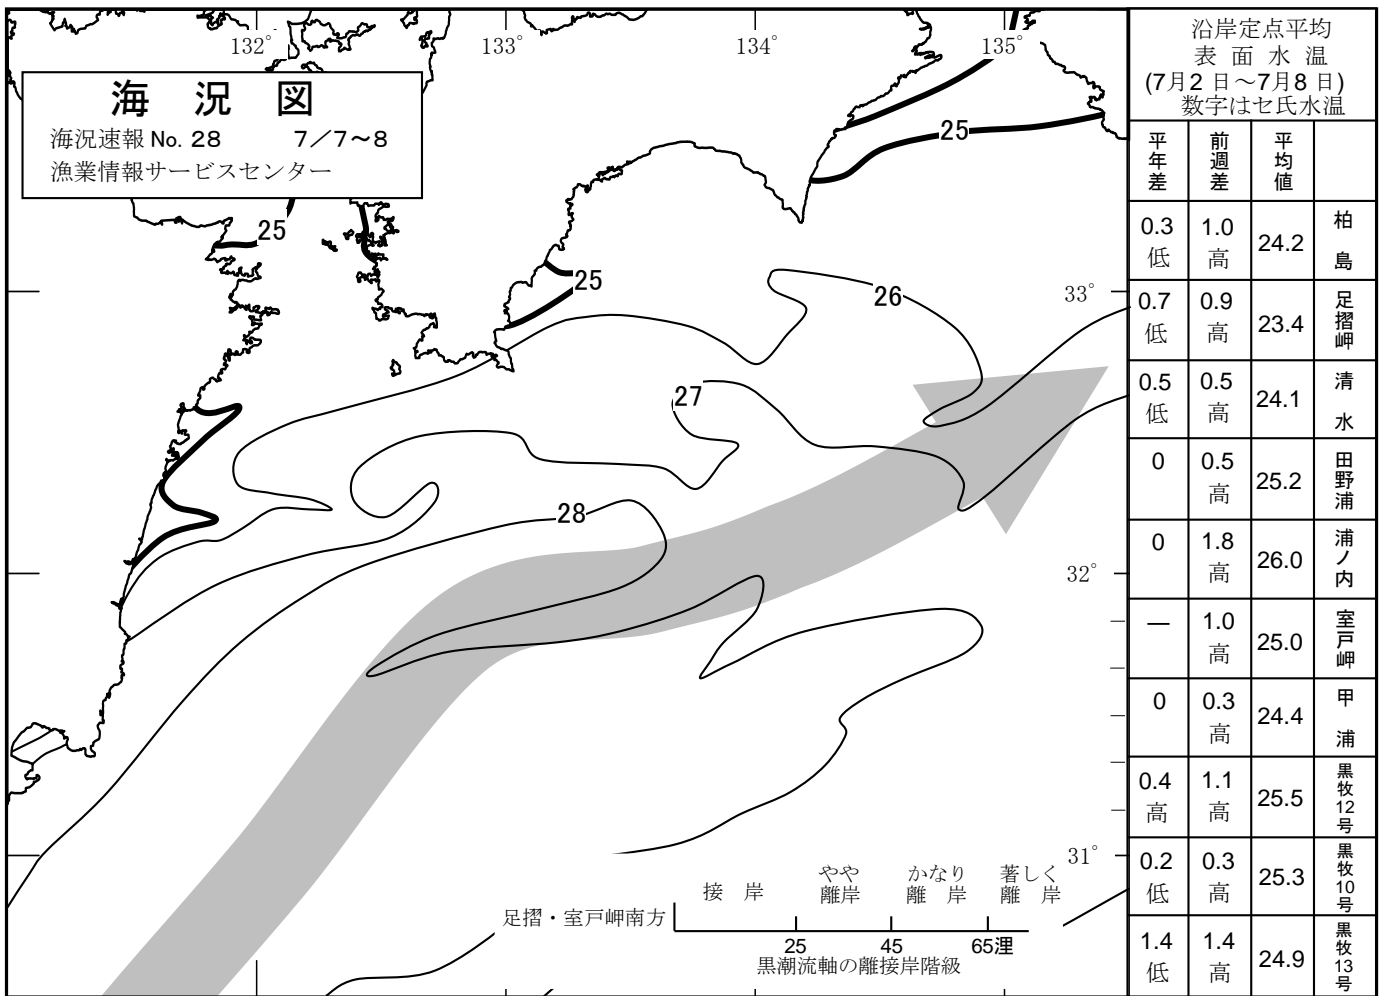 132°
133°
134°
135°
海 況 図
海況速報 No. 28 7／7～8
漁業情報サービスセンター
25
25
25
26
33°
27
28
32°
31°
接 岸
やや
離岸
かなり
離 岸
著しく
離 岸
足摺・室戸岬南方
25 45 65浬
黒潮流軸の離接岸階級
沿岸定点平均
表 面 水 温
(7月2 日～7月8 日)
数字はセ氏水温
平年差 前週差 平均値
0.3低 1.0高 24.2 柏島
0.7低 0.9高 23.4 足摺岬
0.5低 0.5高 24.1 清水
0 0.5高 25.2 田野浦
0 1.8高 26.0 浦ノ内
― 1.0高 25.0 室戸岬
0 0.3高 24.4 甲浦
0.4高 1.1高 25.5 黒牧12号
0.2低 0.3高 25.3 黒牧10号
1.4低 1.4高 24.9 黒牧13号